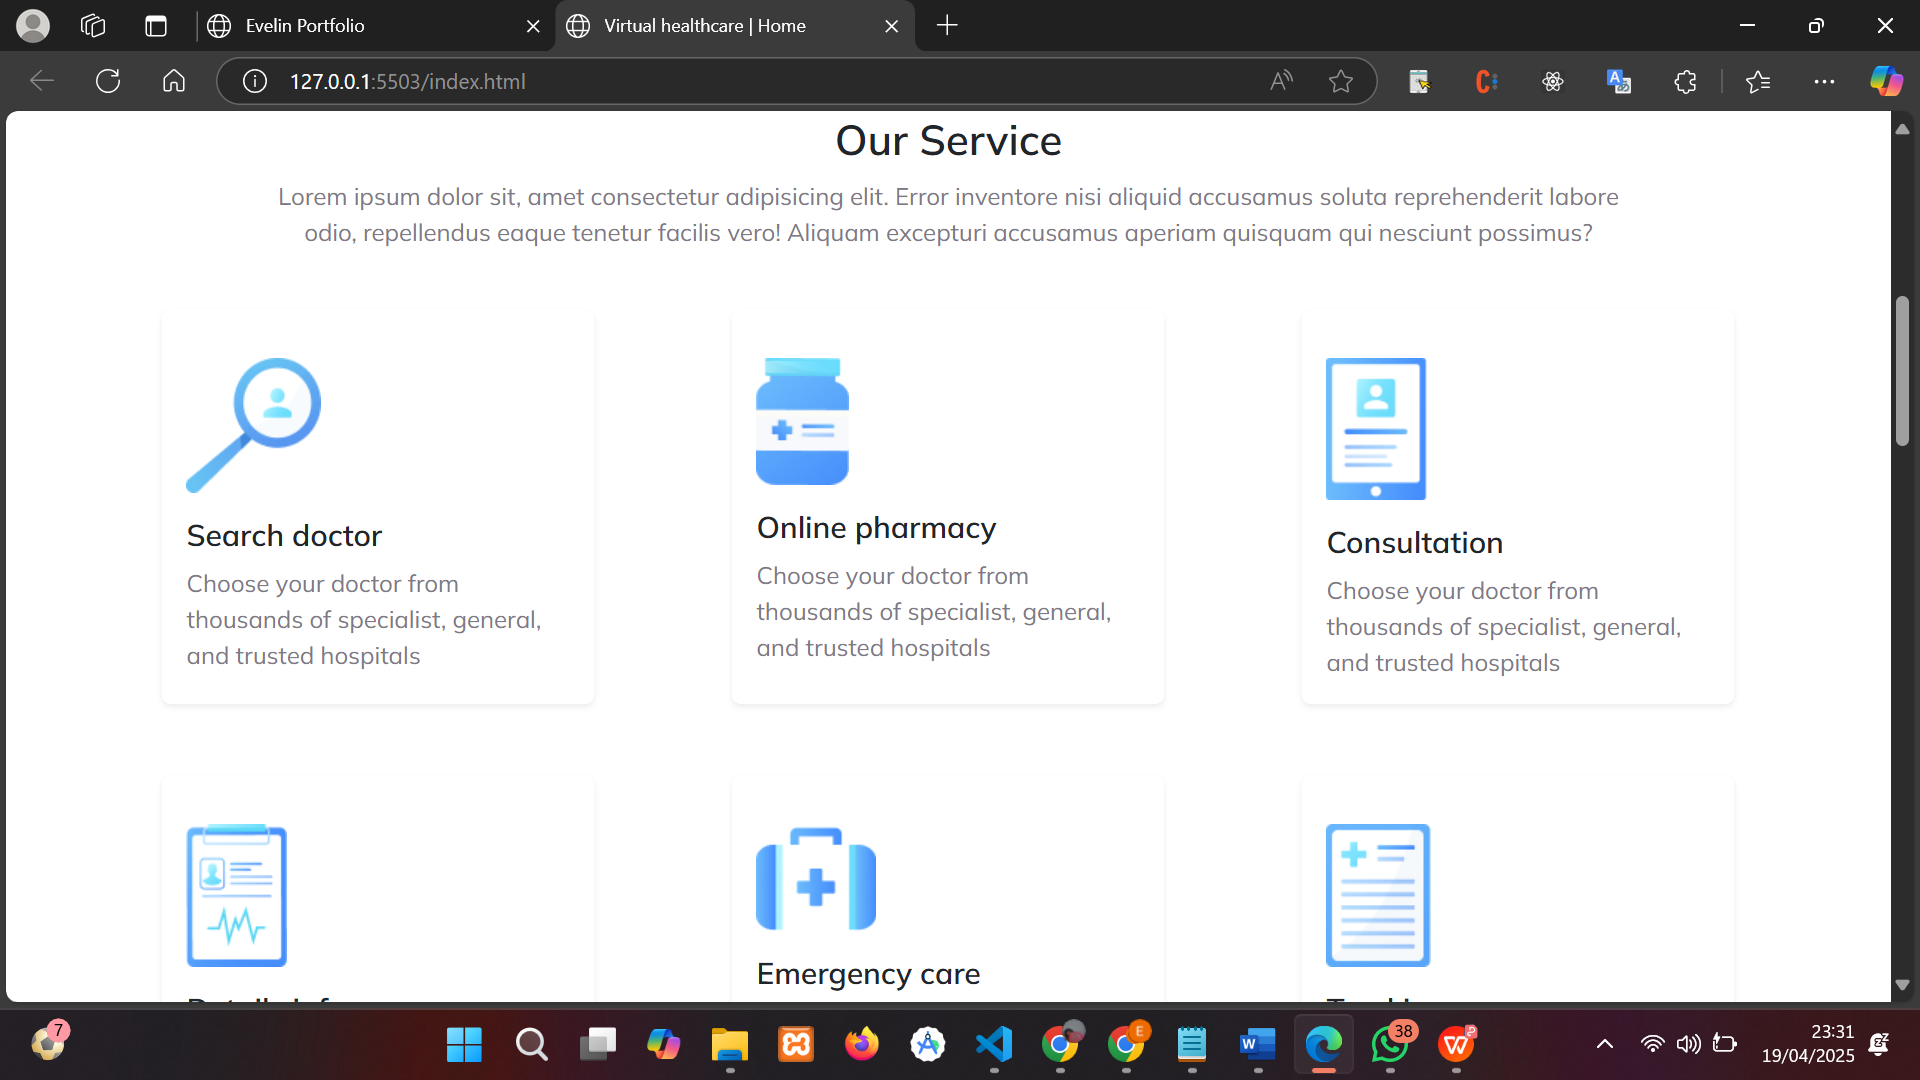 Evelin Portfolio
Virtual healthcare | Home
127.0.0.1:5503/index.html
Our Service
Lorem ipsum dolor sit, amet consectetur adipisicing elit. Error inventore nisi aliquid accusamus soluta reprehenderit labore
odio, repellendus eaque tenetur facilis vero! Aliquam excepturi accusamus aperiam quisquam qui nesciunt possimus?
Search doctor
Choose your doctor from
thousands of specialist, general,
and trusted hospitals
Online pharmacy
Choose your doctor from
thousands of specialist, general,
and trusted hospitals
Consultation
Choose your doctor from
thousands of specialist, general,
and trusted hospitals
Emergency care
7
E
W
38
23:31
19/04/2025